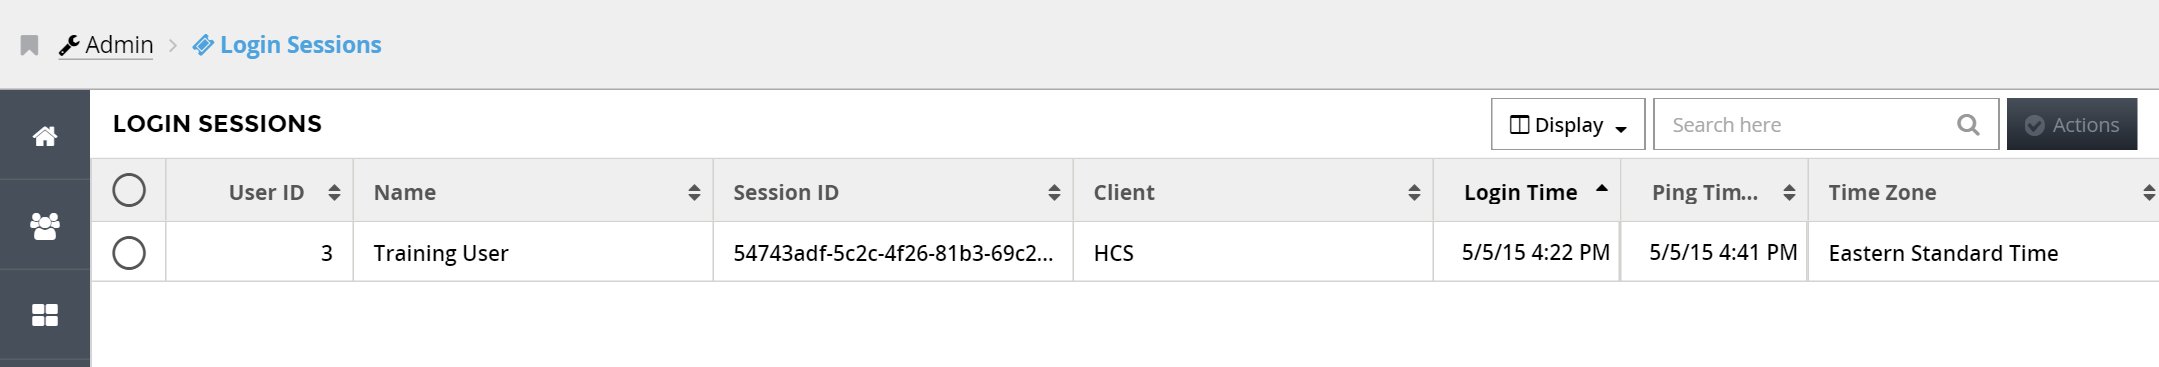 Admin > Login Sessions
LOGIN SESSIONS
Display
Search here
Actions
User ID Name Session ID Client Login Time Ping Tim... Time Zone
3 Training User 54743adf-5c2c-4f26-81b3-69c2... HCS 5/5/15 4:22 PM 5/5/15 4:41 PM Eastern Standard Time